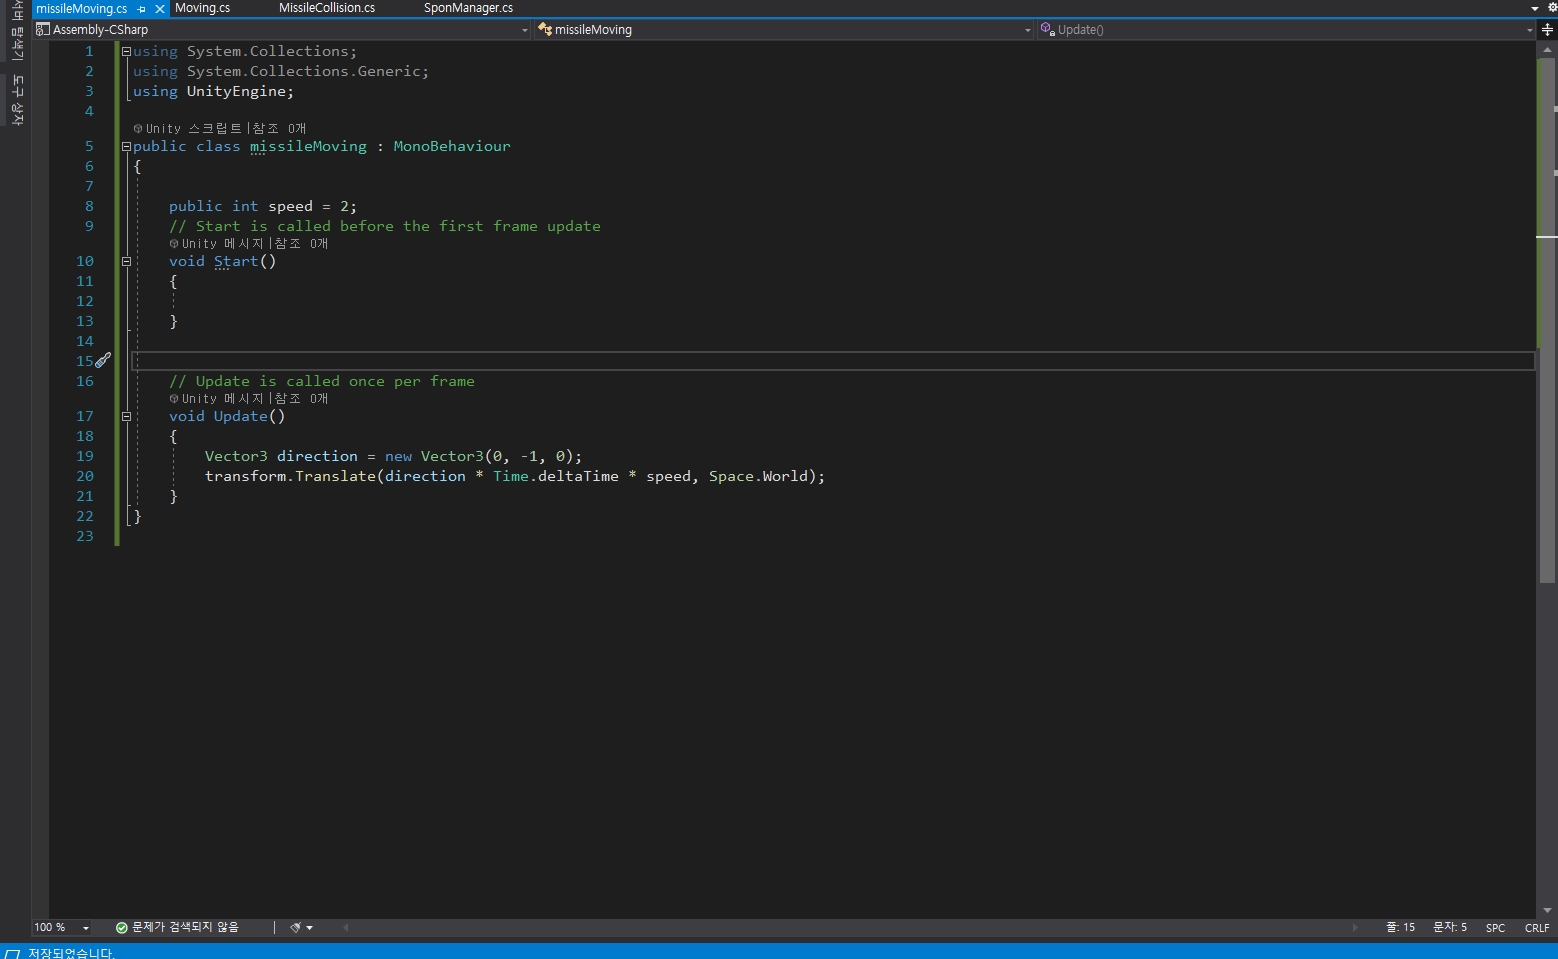 missileMoving.cs
Moving.cs
MissileCollision.cs
SponManager.cs
서버 탐색기
도구 상자
Assembly-CSharp
missileMoving
Update()
1 using System.Collections;
2 using System.Collections.Generic;
3 using UnityEngine;
4
Unity 스크립트|참조 0개
5 public class missileMoving : MonoBehaviour
6 {
7
8 public int speed = 2;
9 // Start is called before the first frame update
Unity 메시지|참조 0개
10 void Start()
11 {
12
13 }
14
15
16 // Update is called once per frame
Unity 메시지|참조 0개
17 void Update()
18 {
19 Vector3 direction = new Vector3(0, -1, 0);
20 transform.Translate(direction * Time.deltaTime * speed, Space.World);
21 }
22 }
23
100 %
문제가 검색되지 않음
줄: 15
문자: 5
SPC
CRLF
저장되었습니다.